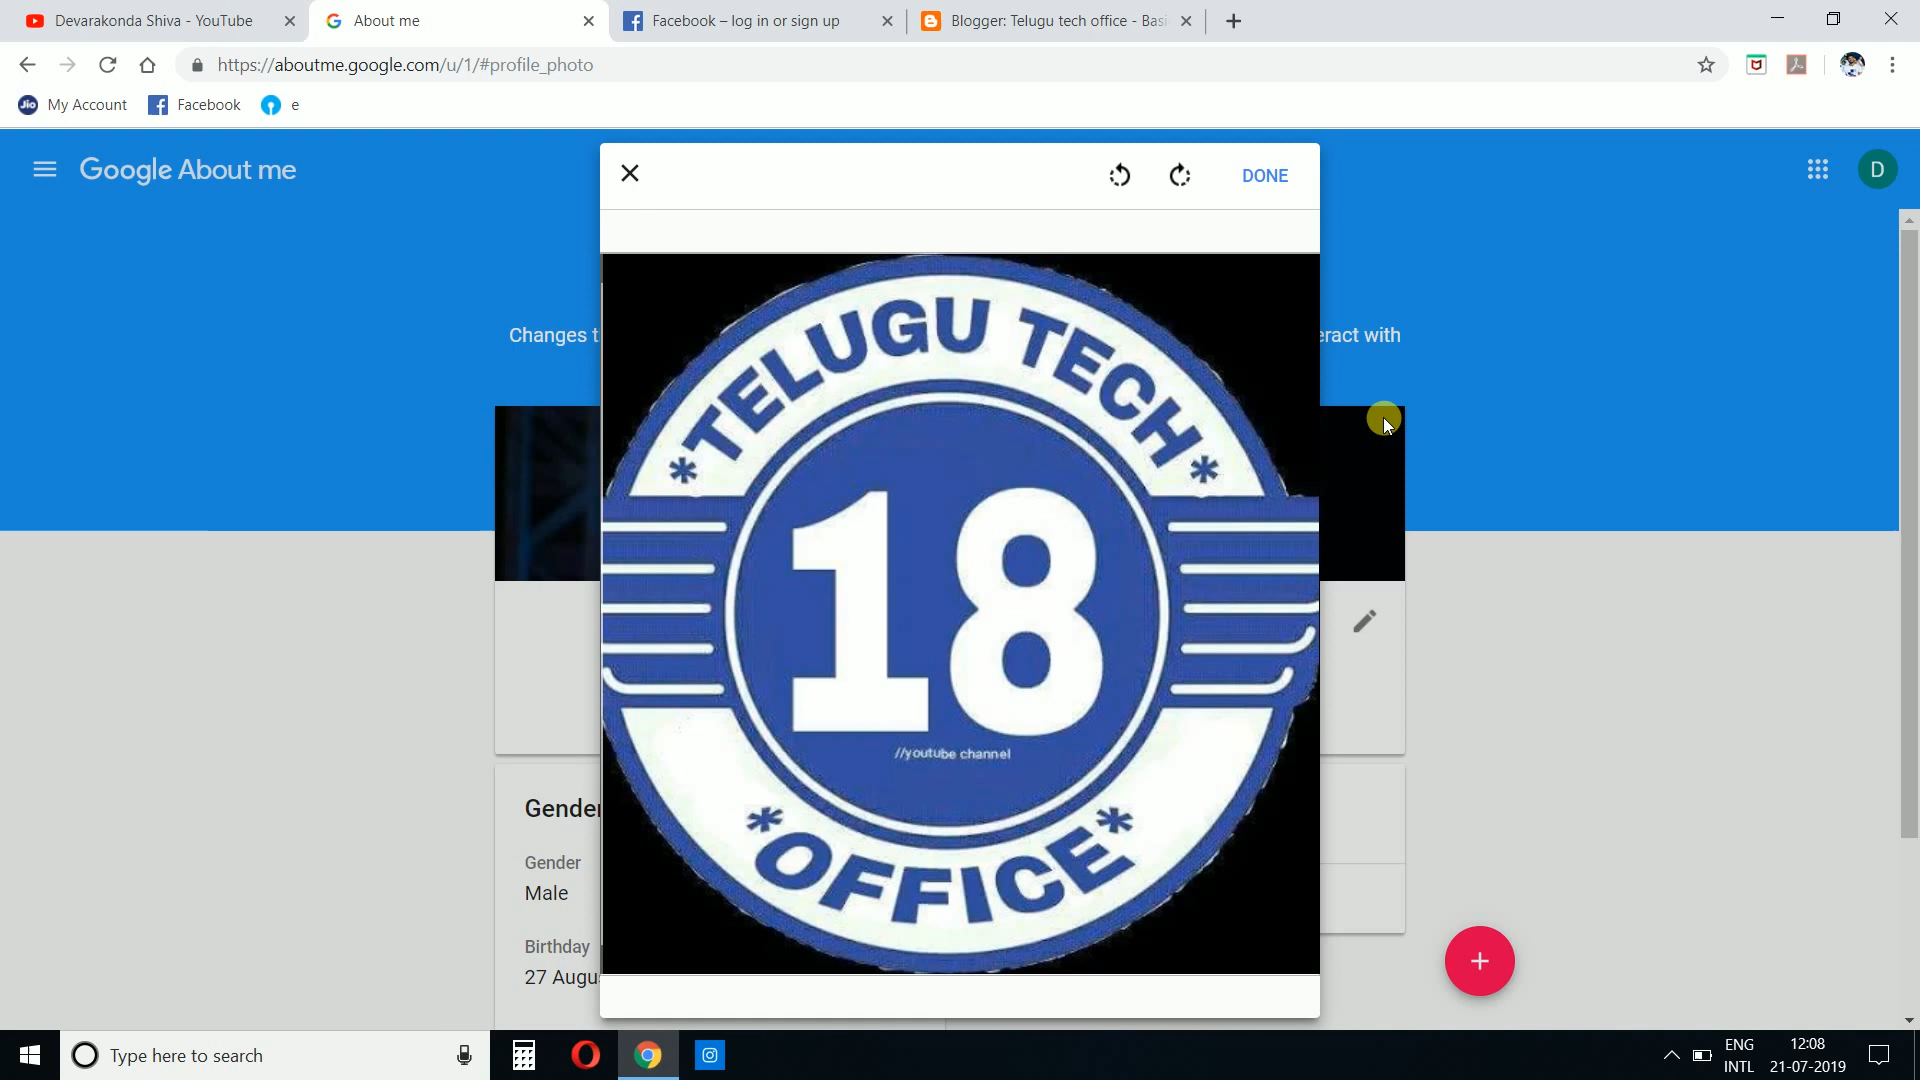 Devarakonda Shiva - YouTube
About me
Facebook – log in or sign up
Blogger: Telugu tech office - Basi
https://aboutme.google.com/u/1/#profile_photo
My Account
Facebook
e
Google About me
D
DONE
Changes t
eract with
*TELUGU TECH*
18
//youtube channel
*OFFICE*
Gender
Gender
Male
Birthday
27 Augu
Type here to search
ENG
INTL
12:08
21-07-2019